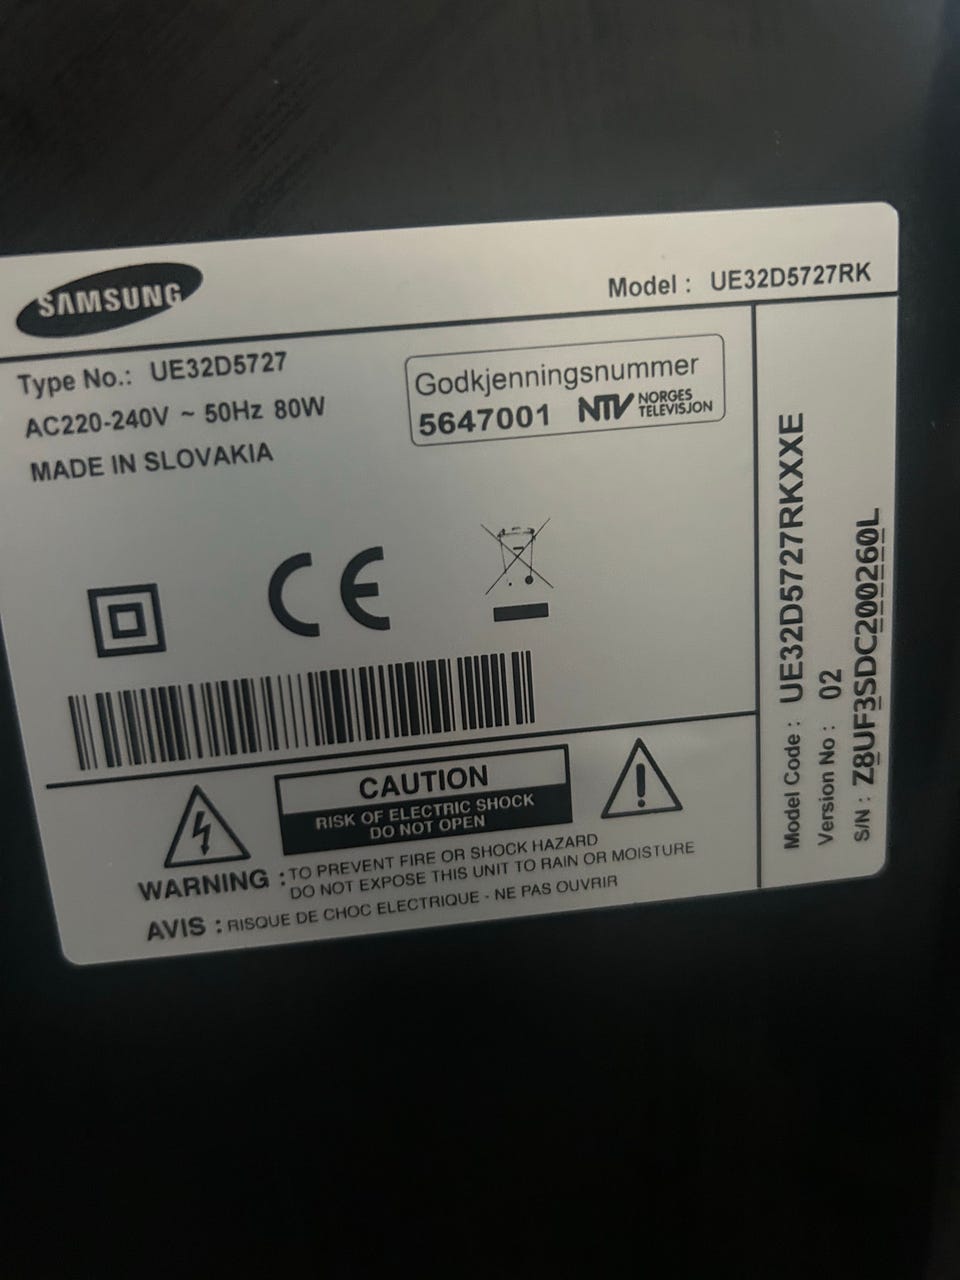 SAMSUNG
Model : UE32D5727RK
Type No.: UE32D5727
AC220-240V ~ 50Hz 80W
MADE IN SLOVAKIA
Godkjenningsnummer
5647001 NTV NORGES TELEVISJON
CE
CAUTION
RISK OF ELECTRIC SHOCK
DO NOT OPEN
WARNING : TO PREVENT FIRE OR SHOCK HAZARD
DO NOT EXPOSE THIS UNIT TO RAIN OR MOISTURE
AVIS : RISQUE DE CHOC ELECTRIQUE - NE PAS OUVRIR
Model Code : UE32D5727RKXXE
Version No : 02
S/N : Z8UF3SDC200260L